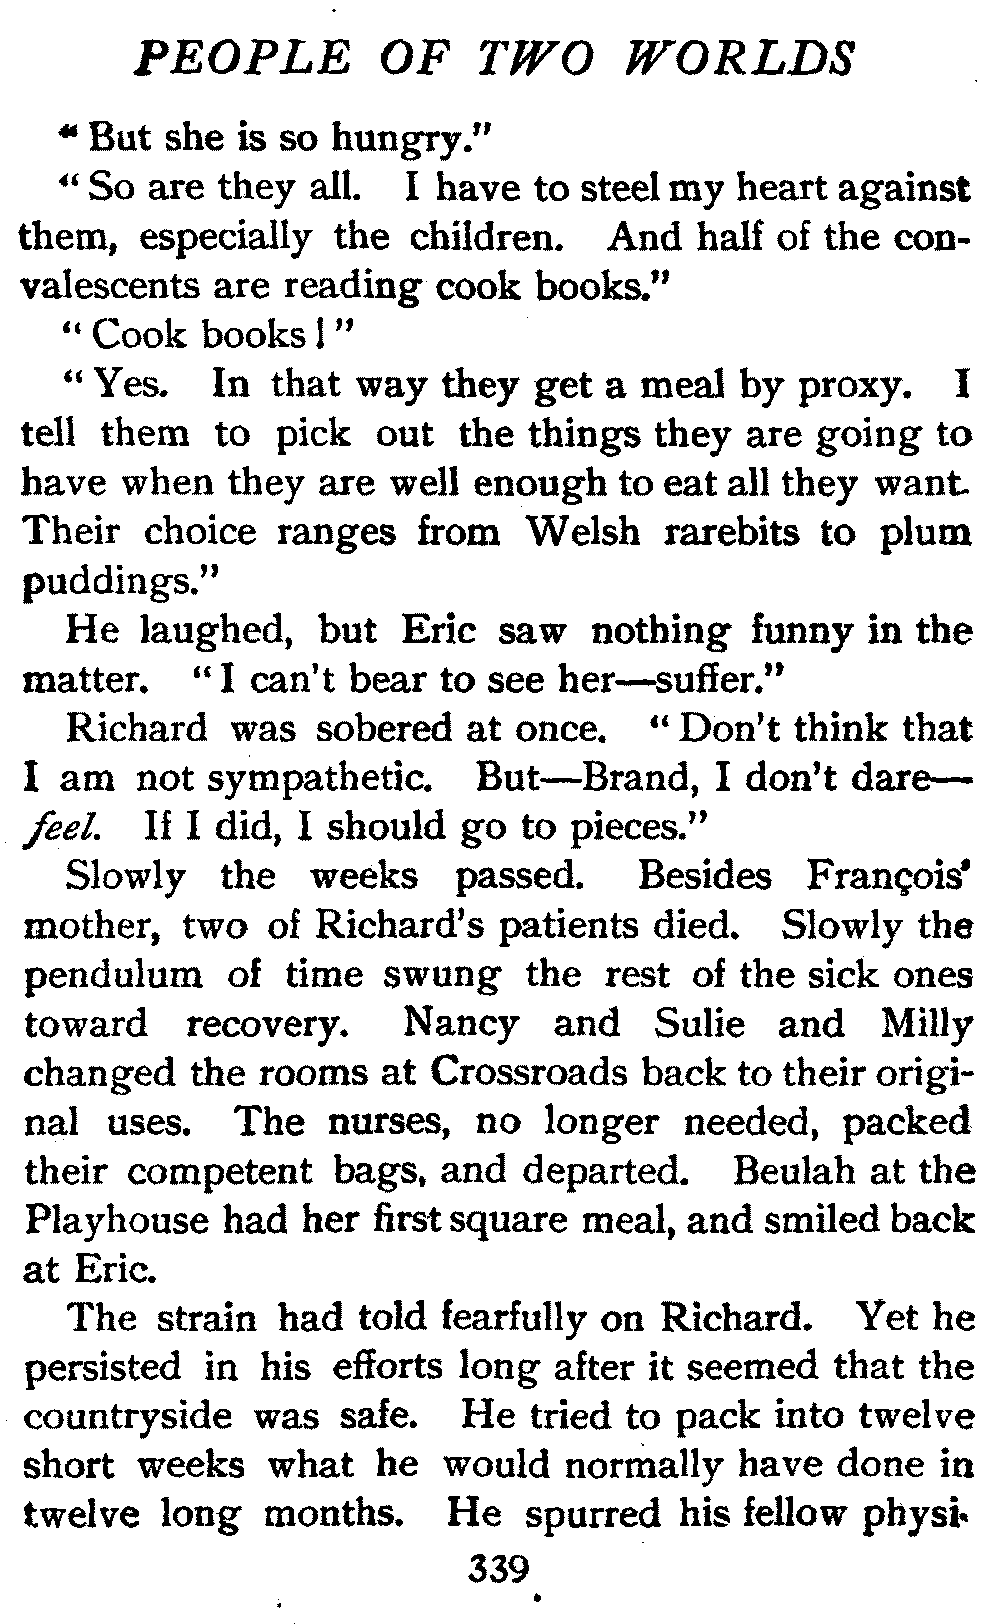 PEOPLE OF TWO WORLDS
"But she is so hungry."
"So are they all. I have to steel my heart against
them, especially the children. And half of the con-
valescents are reading cook books."
"Cook books!"
"Yes. In that way they get a meal by proxy. I
tell them to pick out the things they are going to
have when they are well enough to eat all they want.
Their choice ranges from Welsh rarebits to plum
puddings."
He laughed, but Eric saw nothing funny in the
matter. "I can't bear to see her—suffer."
Richard was sobered at once. "Don't think that
I am not sympathetic. But—Brand, I don't dare—
feel. If I did, I should go to pieces."
Slowly the weeks passed. Besides François'
mother, two of Richard's patients died. Slowly the
pendulum of time swung the rest of the sick ones
toward recovery. Nancy and Sulie and Milly
changed the rooms at Crossroads back to their origi-
nal uses. The nurses, no longer needed, packed
their competent bags, and departed. Beulah at the
Playhouse had her first square meal, and smiled back
at Eric.
The strain had told fearfully on Richard. Yet he
persisted in his efforts long after it seemed that the
countryside was safe. He tried to pack into twelve
short weeks what he would normally have done in
twelve long months. He spurred his fellow physi-
339